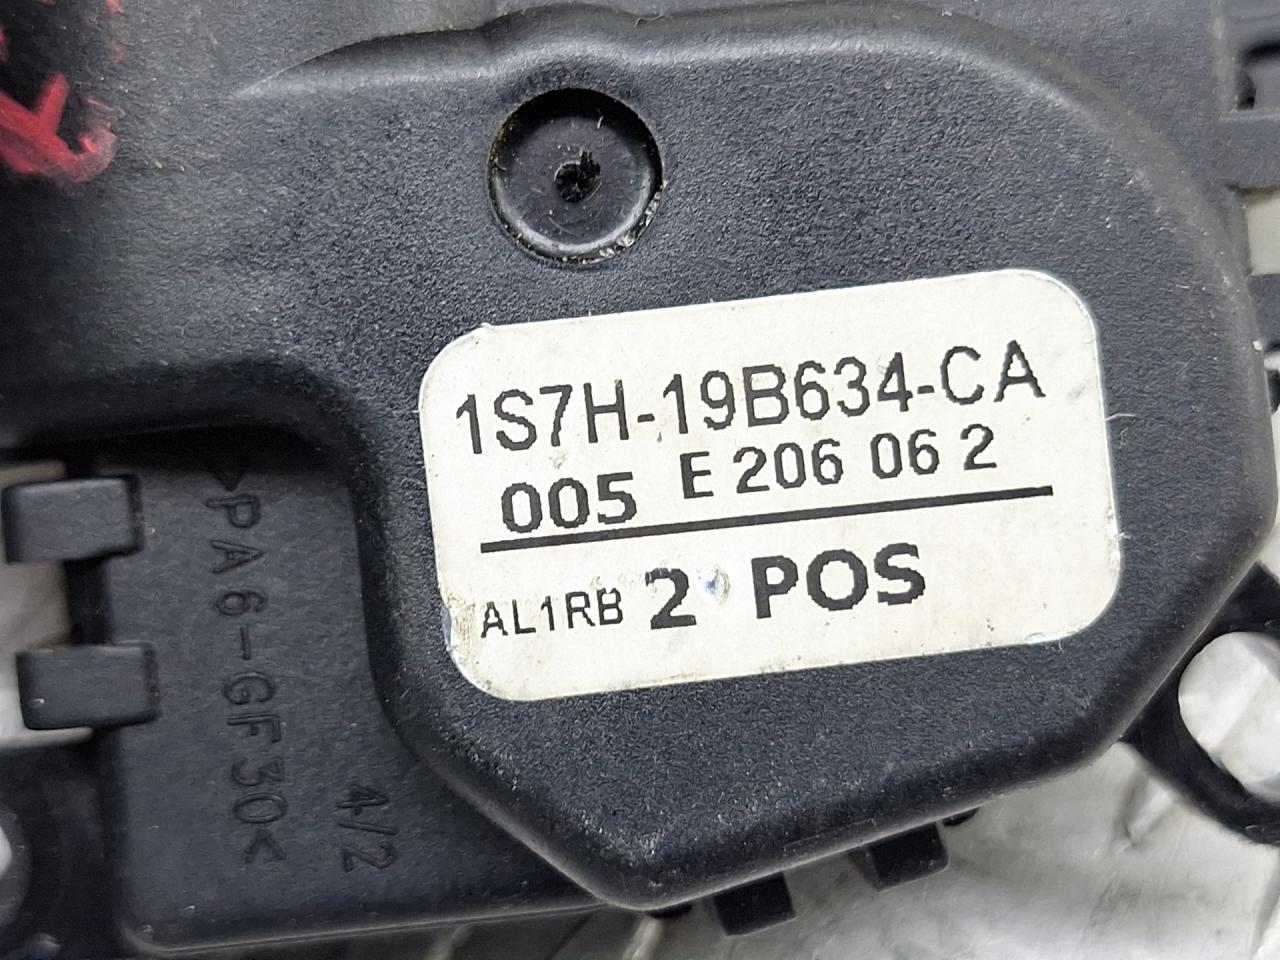 1S7H-19B634-CA
005 E 206 06 2
AL1RB 2 POS
>PA6-GF30<
4/2